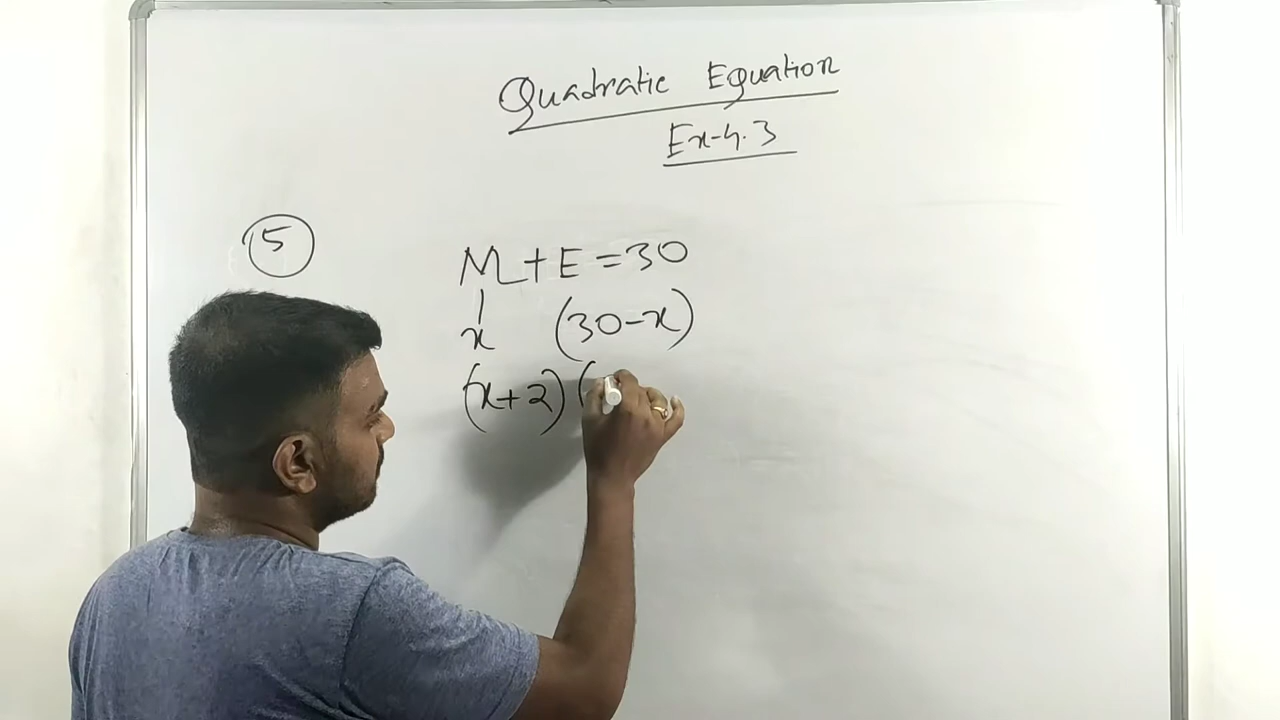 Quadratic Equation
Ex-4.3
5
M + E = 30
x (30-x)
(x+2) (